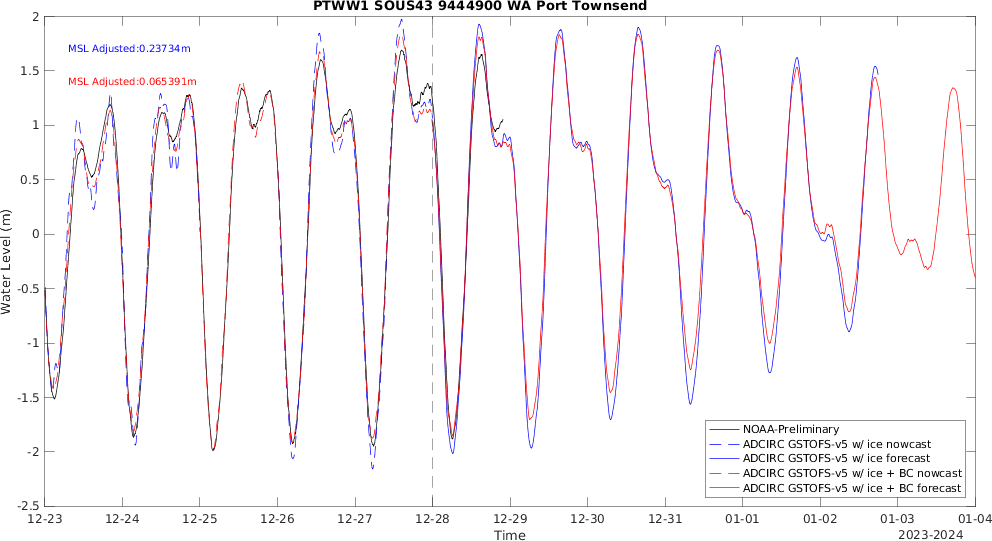 PTWW1 SOUS43 9444900 WA Port Townsend
MSL Adjusted:0.23734m
MSL Adjusted:0.065391m
Water Level (m)
2
1.5
1
0.5
0
-0.5
-1
-1.5
-2
-2.5
NOAA-Preliminary
ADCIRC GSTOFS-v5 w/ ice nowcast
ADCIRC GSTOFS-v5 w/ ice forecast
ADCIRC GSTOFS-v5 w/ ice + BC nowcast
ADCIRC GSTOFS-v5 w/ ice + BC forecast
12-23 12-24 12-25 12-26 12-27 12-28 12-29 12-30 12-31 01-01 01-02 01-03 01-04
Time
2023-2024